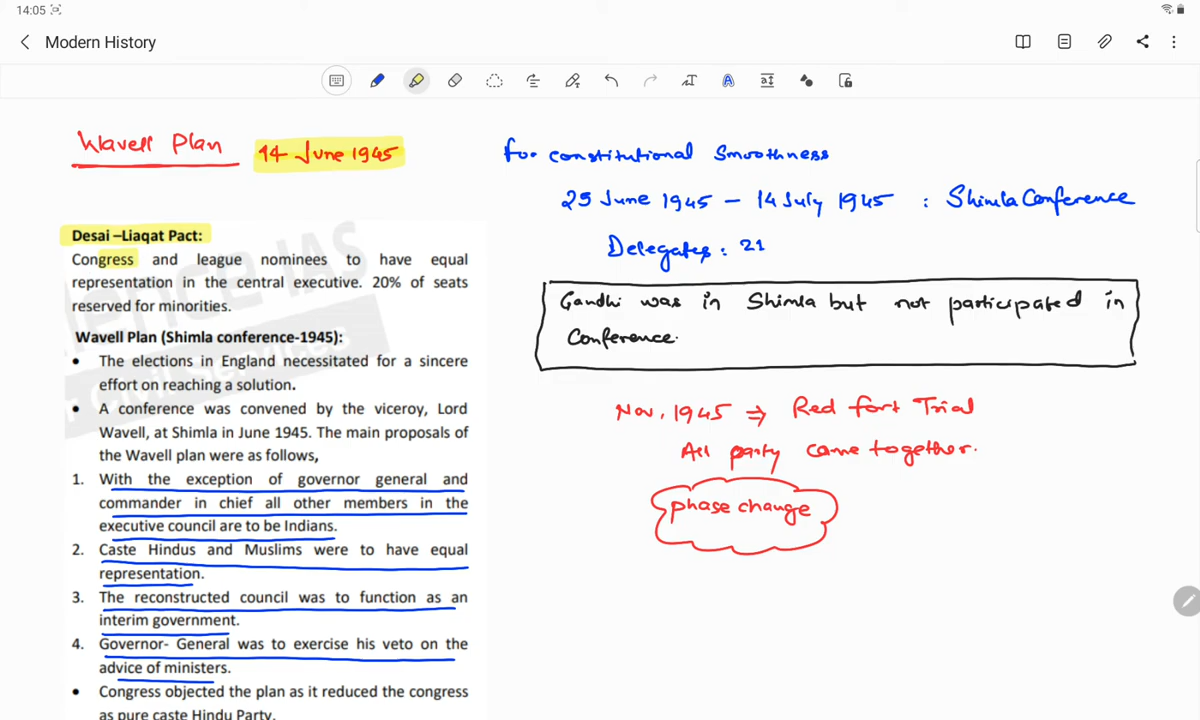 14:05
Modern History
Wavell Plan 14 June 1945
For constitutional Smoothness
25 June 1945 – 14 July 1945 : Shimla Conference
Delegates : 21
Gandhi was in Shimla but not participated in
Conference.
Nov, 1945 ⇒ Red fort Trial
All party came together.
phase change
Desai –Liaqat Pact:
Congress and league nominees to have equal
representation in the central executive. 20% of seats
reserved for minorities.
Wavell Plan (Shimla conference-1945):
• The elections in England necessitated for a sincere
effort on reaching a solution.
• A conference was convened by the viceroy, Lord
Wavell, at Shimla in June 1945. The main proposals of
the Wavell plan were as follows,
1. With the exception of governor general and
commander in chief all other members in the
executive council are to be Indians.
2. Caste Hindus and Muslims were to have equal
representation.
3. The reconstructed council was to function as an
interim government.
4. Governor- General was to exercise his veto on the
advice of ministers.
• Congress objected the plan as it reduced the congress
as pure caste Hindu Party.